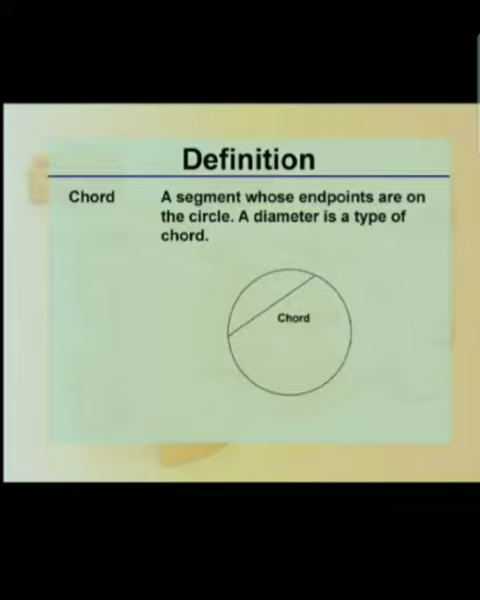 Definition
Chord
A segment whose endpoints are on
the circle. A diameter is a type of
chord.
Chord